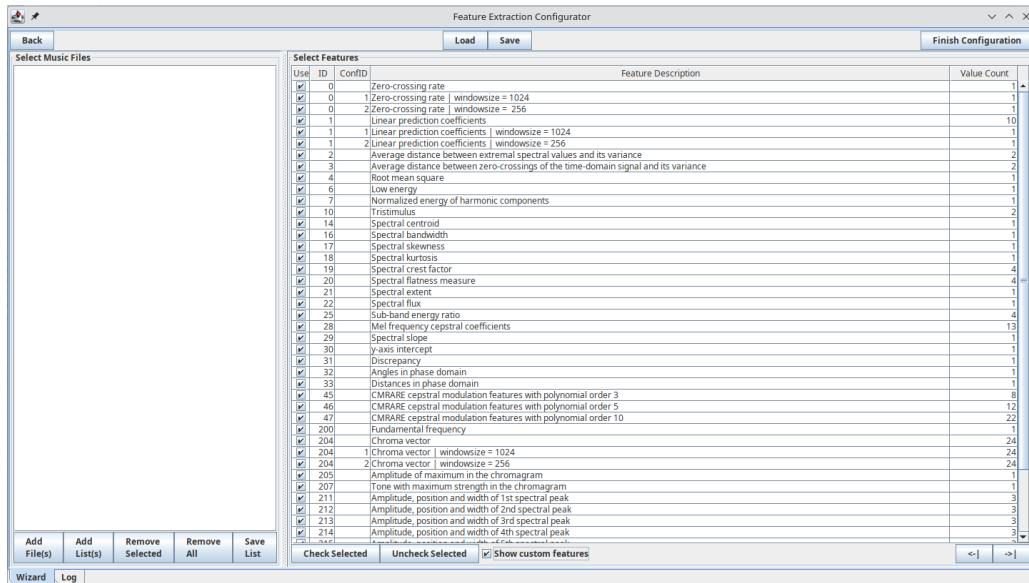 Feature Extraction Configurator
Back Load Save Finish Configuration
Select Music Files
Select Features
Use ID ConfID Feature Description Value Count
0 Zero-crossing rate 1
0 1 Zero-crossing rate | windowsize = 1024 1
0 2 Zero-crossing rate | windowsize = 256 1
1 Linear prediction coefficients 10
1 1 Linear prediction coefficients | windowsize = 1024 1
1 2 Linear prediction coefficients | windowsize = 256 1
2 Average distance between extremal spectral values and its variance 2
3 Average distance between zero-crossings of the time-domain signal and its variance 2
4 Root mean square 1
6 Low energy 1
7 Normalized energy of harmonic components 1
10 Tristimulus 2
14 Spectral centroid 1
16 Spectral bandwidth 1
17 Spectral skewness 1
18 Spectral kurtosis 1
19 Spectral crest factor 4
20 Spectral flatness measure 4
21 Spectral extent 1
22 Spectral flux 1
25 Sub-band energy ratio 4
28 Mel frequency cepstral coefficients 13
29 Spectral slope 1
30 y-axis intercept 1
31 Discrepancy 1
32 Angles in phase domain 1
33 Distances in phase domain 1
45 CMRARE cepstral modulation features with polynomial order 3 8
46 CMRARE cepstral modulation features with polynomial order 5 12
47 CMRARE cepstral modulation features with polynomial order 10 22
200 Fundamental frequency 1
204 Chroma vector 24
204 1 Chroma vector | windowsize = 1024 24
204 2 Chroma vector | windowsize = 256 24
205 Amplitude of maximum in the chromagram 1
207 Tone with maximum strength in the chromagram 1
211 Amplitude, position and width of 1st spectral peak 3
212 Amplitude, position and width of 2nd spectral peak 3
213 Amplitude, position and width of 3rd spectral peak 3
214 Amplitude, position and width of 4th spectral peak 3
Add File(s) Add List(s) Remove Selected Remove All Save List
Check Selected Uncheck Selected Show custom features <-| ->|
Wizard Log